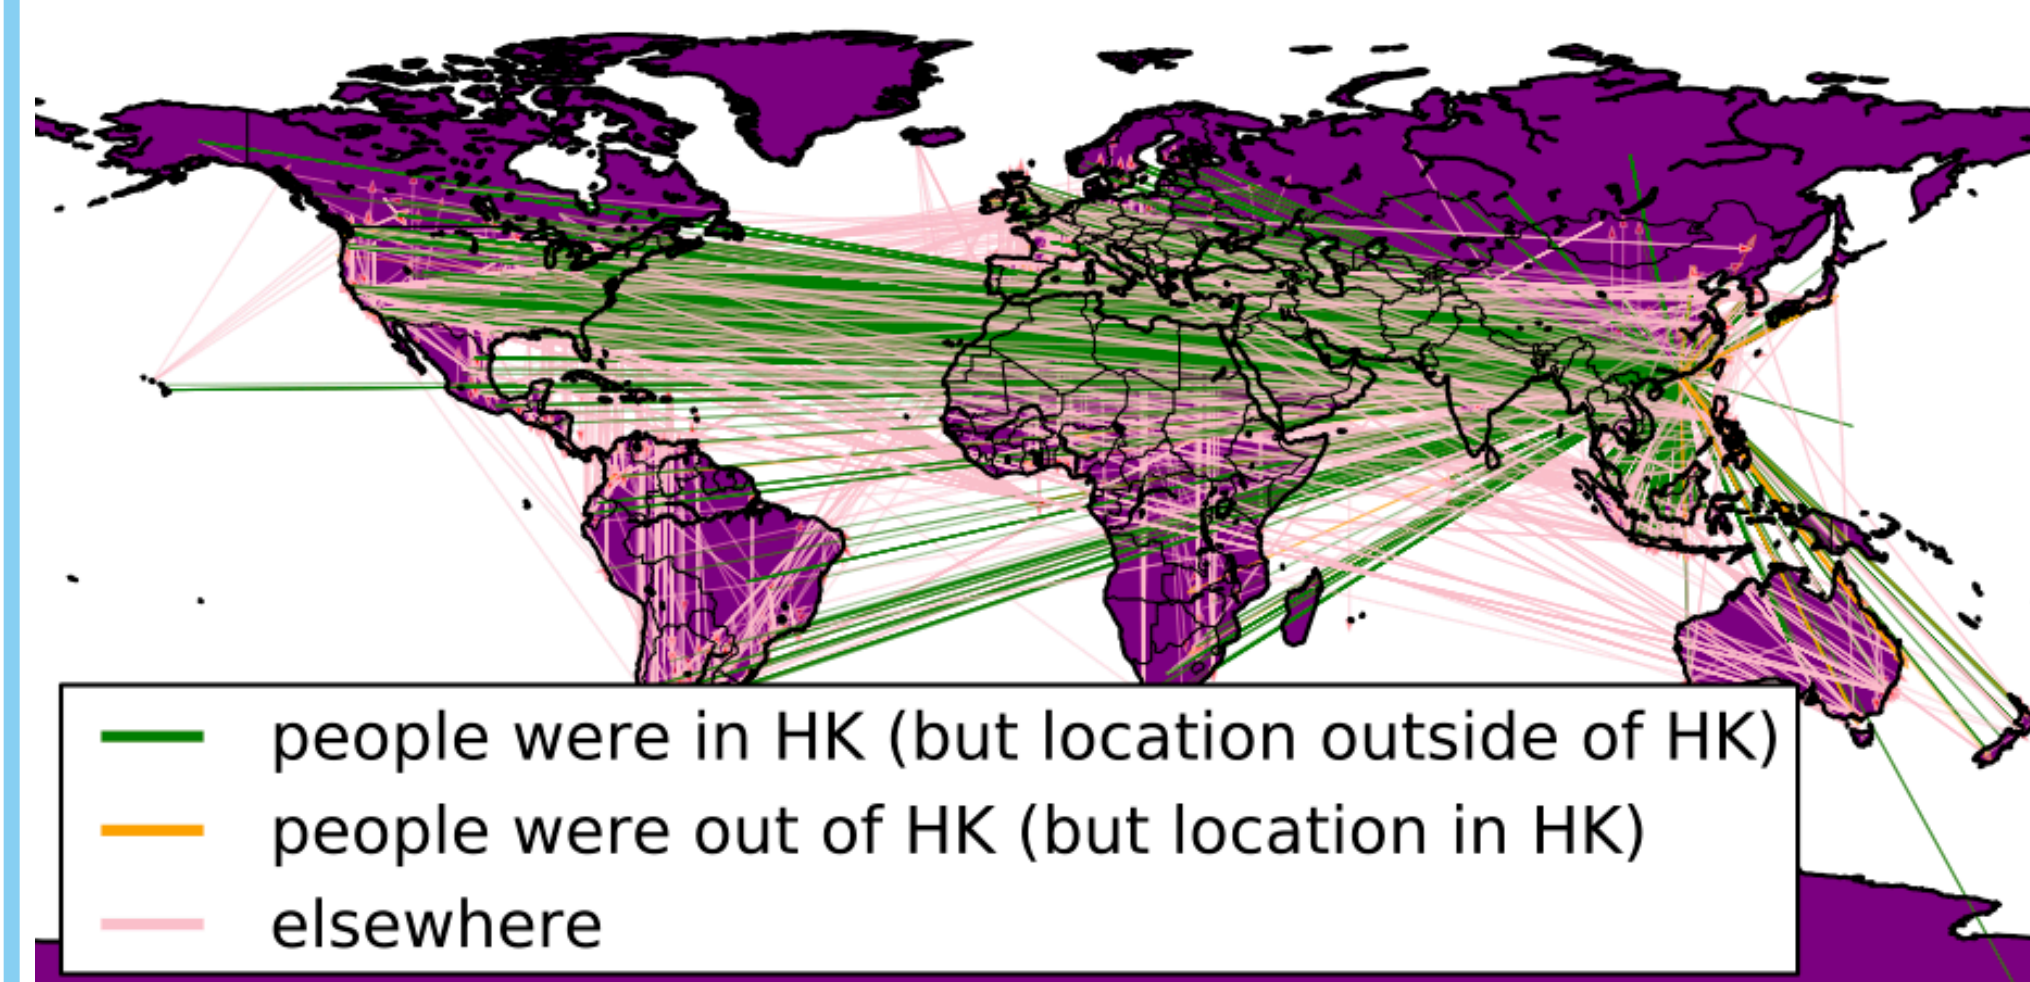 people were in HK (but location outside of HK)
people were out of HK (but location in HK)
elsewhere